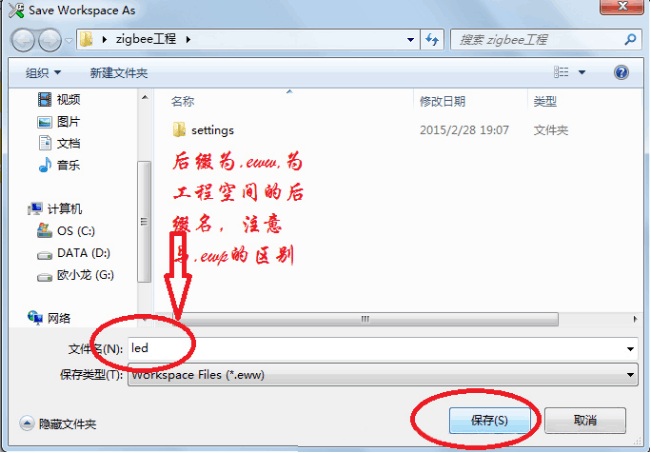 Save Workspace As
zigbee工程
搜索 zigbee工程
组织
新建文件夹
名称
修改日期
类型
视频
图片
文档
音乐
settings
2015/2/28 19:07
文件夹
后缀为.eww,为
工程空间的后
缀名，注意
与.ewp的区别
计算机
OS (C:)
DATA (D:)
欧小龙 (G:)
网络
文件名(N):
led
保存类型(T):
Workspace Files (*.eww)
隐藏文件夹
保存(S)
取消